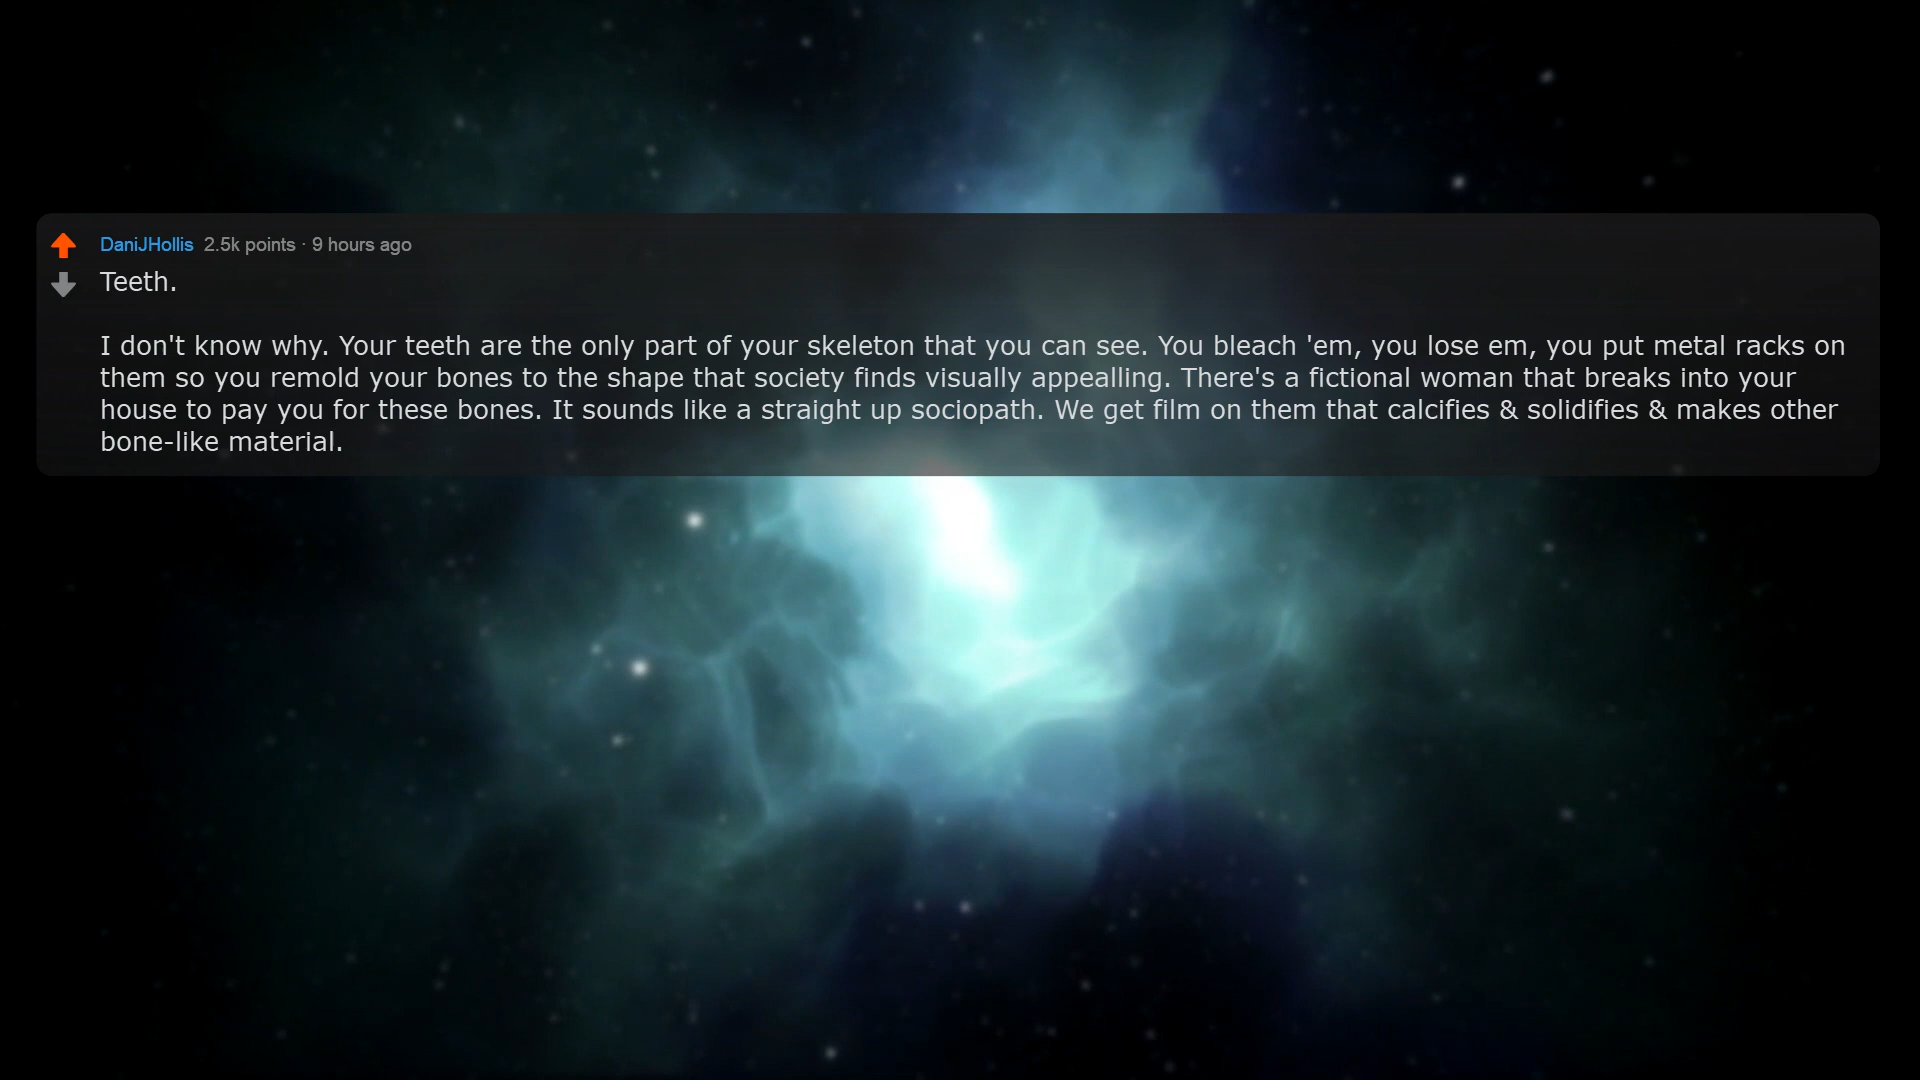 DaniJHollis 2.5k points · 9 hours ago
Teeth.
I don't know why. Your teeth are the only part of your skeleton that you can see. You bleach 'em, you lose em, you put metal racks on
them so you remold your bones to the shape that society finds visually appealling. There's a fictional woman that breaks into your
house to pay you for these bones. It sounds like a straight up sociopath. We get film on them that calcifies & solidifies & makes other
bone-like material.